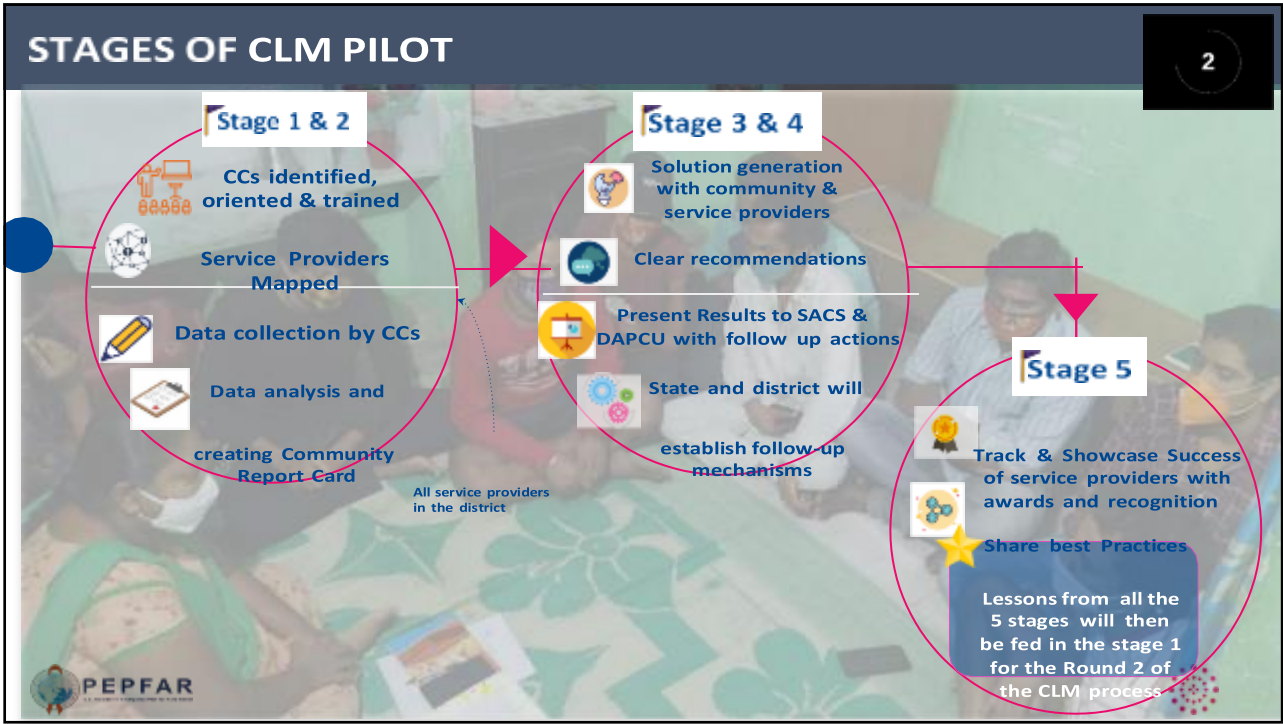 STAGES OF CLM PILOT
2
Stage 1 & 2
CCs identified,
oriented & trained
Service Providers
Mapped
Data collection by CCs
Data analysis and
creating Community
Report Card
All service providers
in the district
Stage 3 & 4
Solution generation
with community &
service providers
Clear recommendations
Present Results to SACS &
DAPCU with follow up actions
State and district will
establish follow-up
mechanisms
Stage 5
Track & Showcase Success
of service providers with
awards and recognition
Share best Practices
Lessons from all the
5 stages will then
be fed in the stage 1
for the Round 2 of
the CLM process
PEPFAR